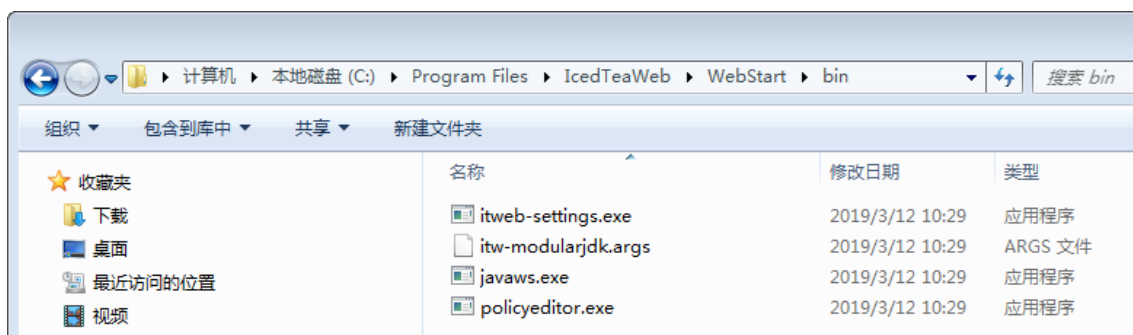 计算机 本地磁盘 (C:) Program Files IcedTeaWeb WebStart bin 搜索 bin
组织 包含到库中 共享 新建文件夹
名称 修改日期 类型
收藏夹
下载
桌面
最近访问的位置
视频
itweb-settings.exe 2019/3/12 10:29 应用程序
itw-modularjdk.args 2019/3/12 10:29 ARGS 文件
javaws.exe 2019/3/12 10:29 应用程序
policyeditor.exe 2019/3/12 10:29 应用程序